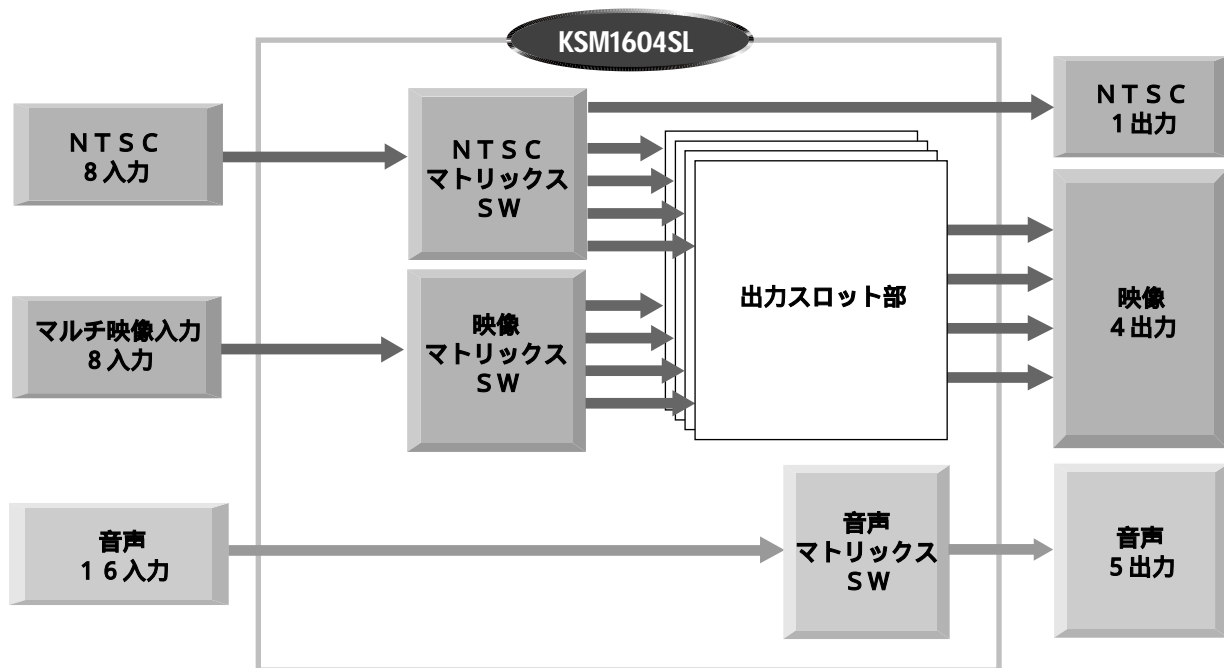 KSM1604SL
ＮＴＳＣ
８入力
ＮＴＳＣ
マトリックス
ＳＷ
ＮＴＳＣ
１出力
マルチ映像入力
８入力
映像
マトリックス
ＳＷ
出力スロット部
映像
４出力
音声
１６入力
音声
マトリックス
ＳＷ
音声
５出力